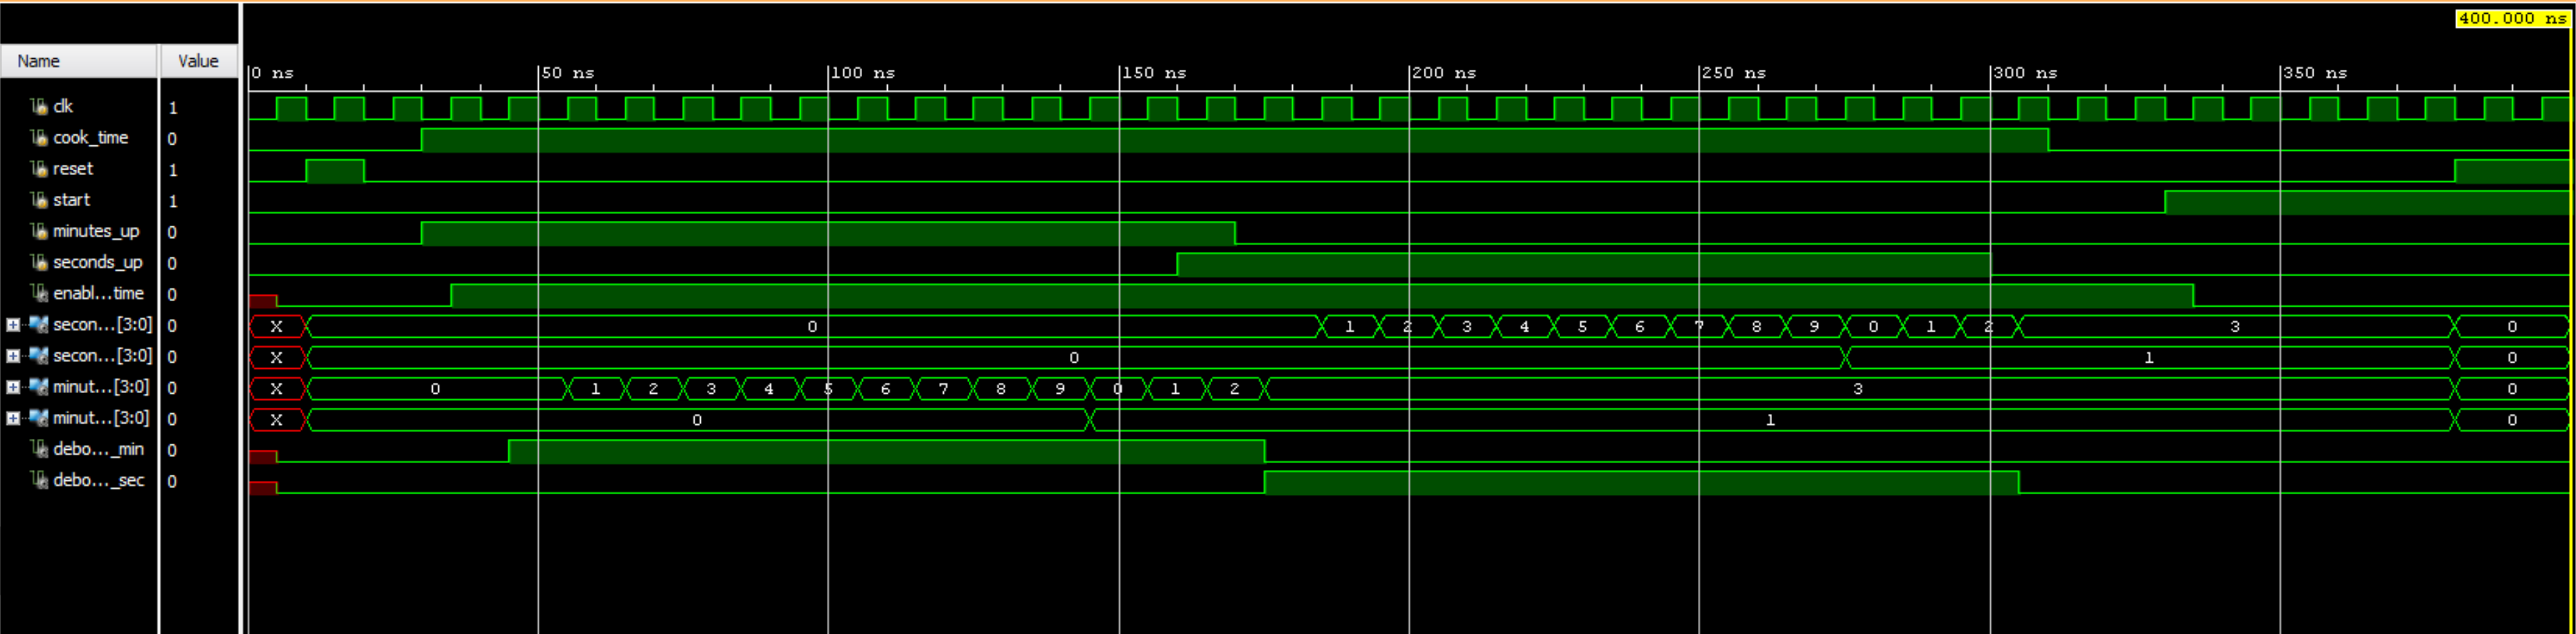 400.000 ns
Name Value
0 ns 50 ns 100 ns 150 ns 200 ns 250 ns 300 ns 350 ns
clk 1
cook_time 0
reset 1
start 1
minutes_up 0
seconds_up 0
enabl...time 0
secon...[3:0] 0 X 0 1 2 3 4 5 6 7 8 9 0 1 2 3 0
secon...[3:0] 0 X 0 1 0
minut...[3:0] 0 X 0 1 2 3 4 5 6 7 8 9 0 1 2 3 0
minut...[3:0] 0 X 0 1 0
debo..._min 0
debo..._sec 0